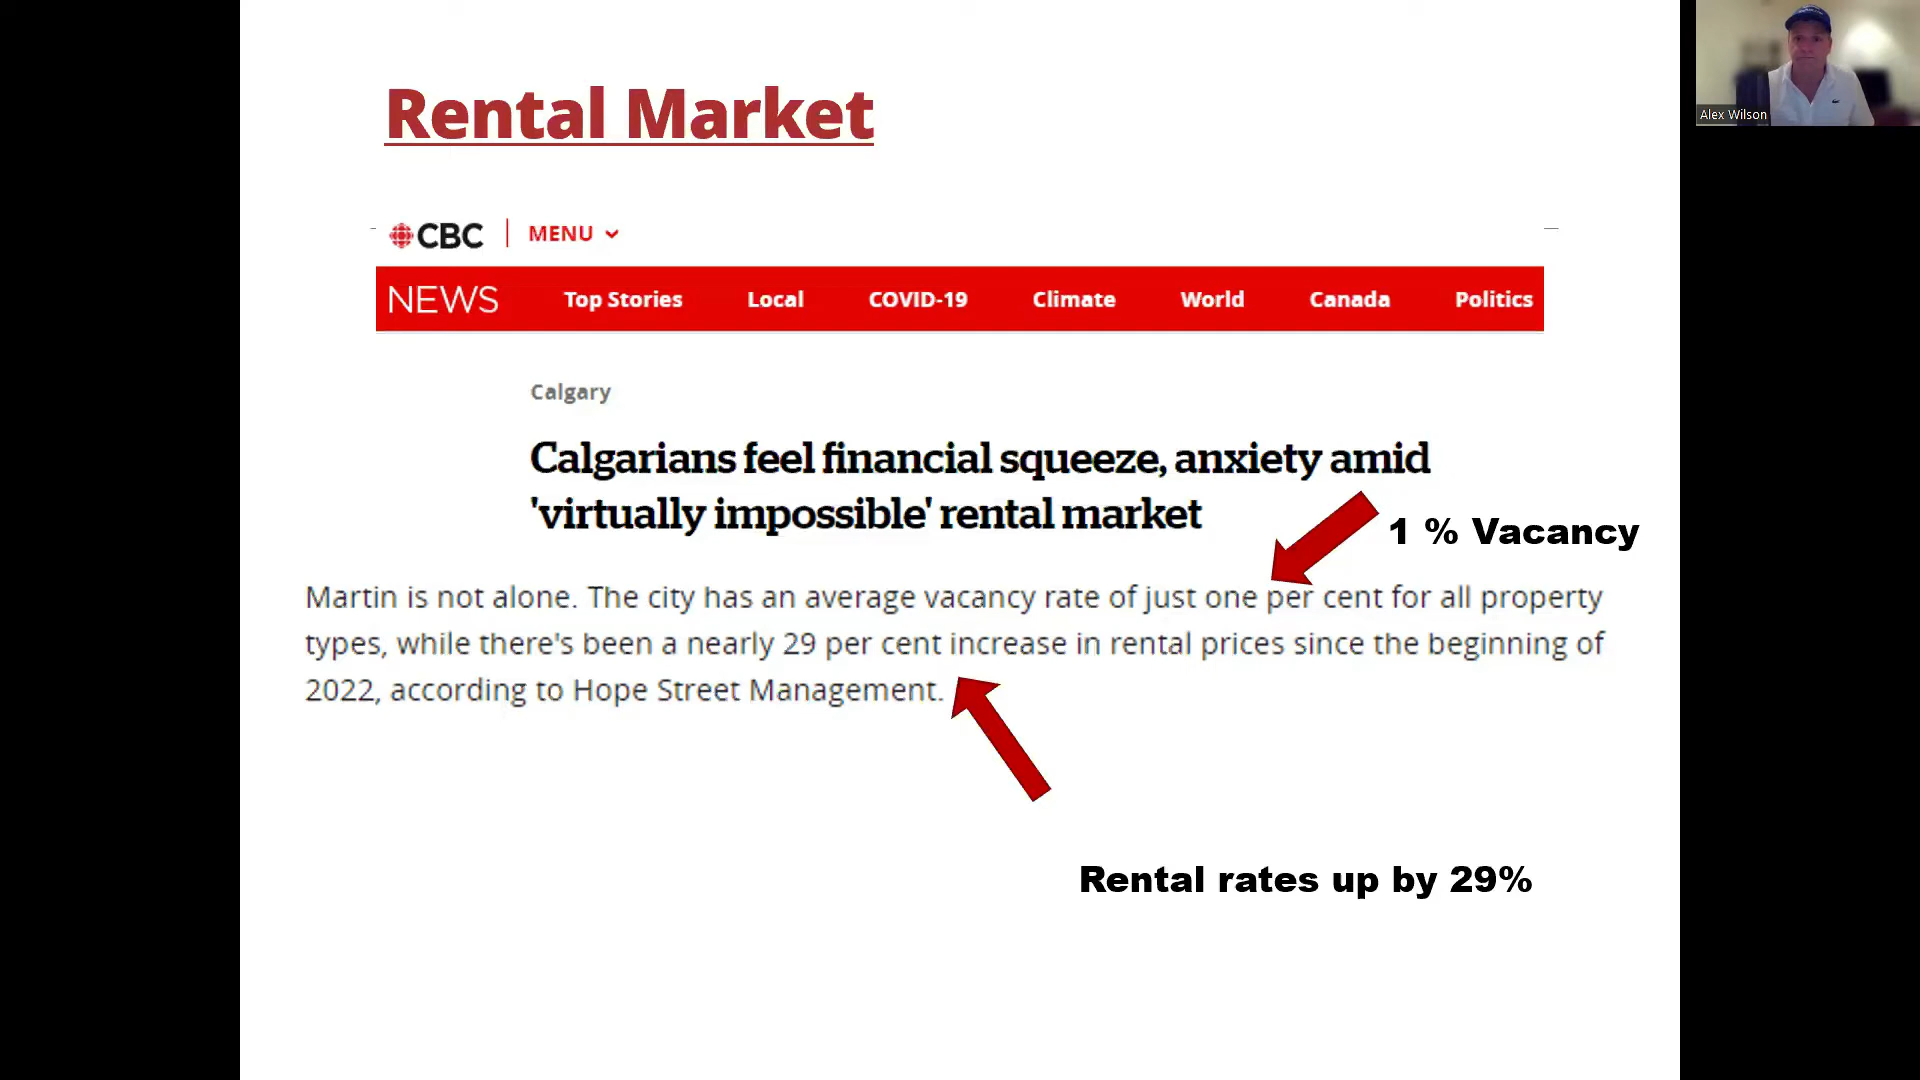 Rental Market
Alex Wilson
CBC MENU
NEWS Top Stories Local COVID-19 Climate World Canada Politics
Calgary
Calgarians feel financial squeeze, anxiety amid
'virtually impossible' rental market
1 % Vacancy
Martin is not alone. The city has an average vacancy rate of just one per cent for all property
types, while there's been a nearly 29 per cent increase in rental prices since the beginning of
2022, according to Hope Street Management.
Rental rates up by 29%